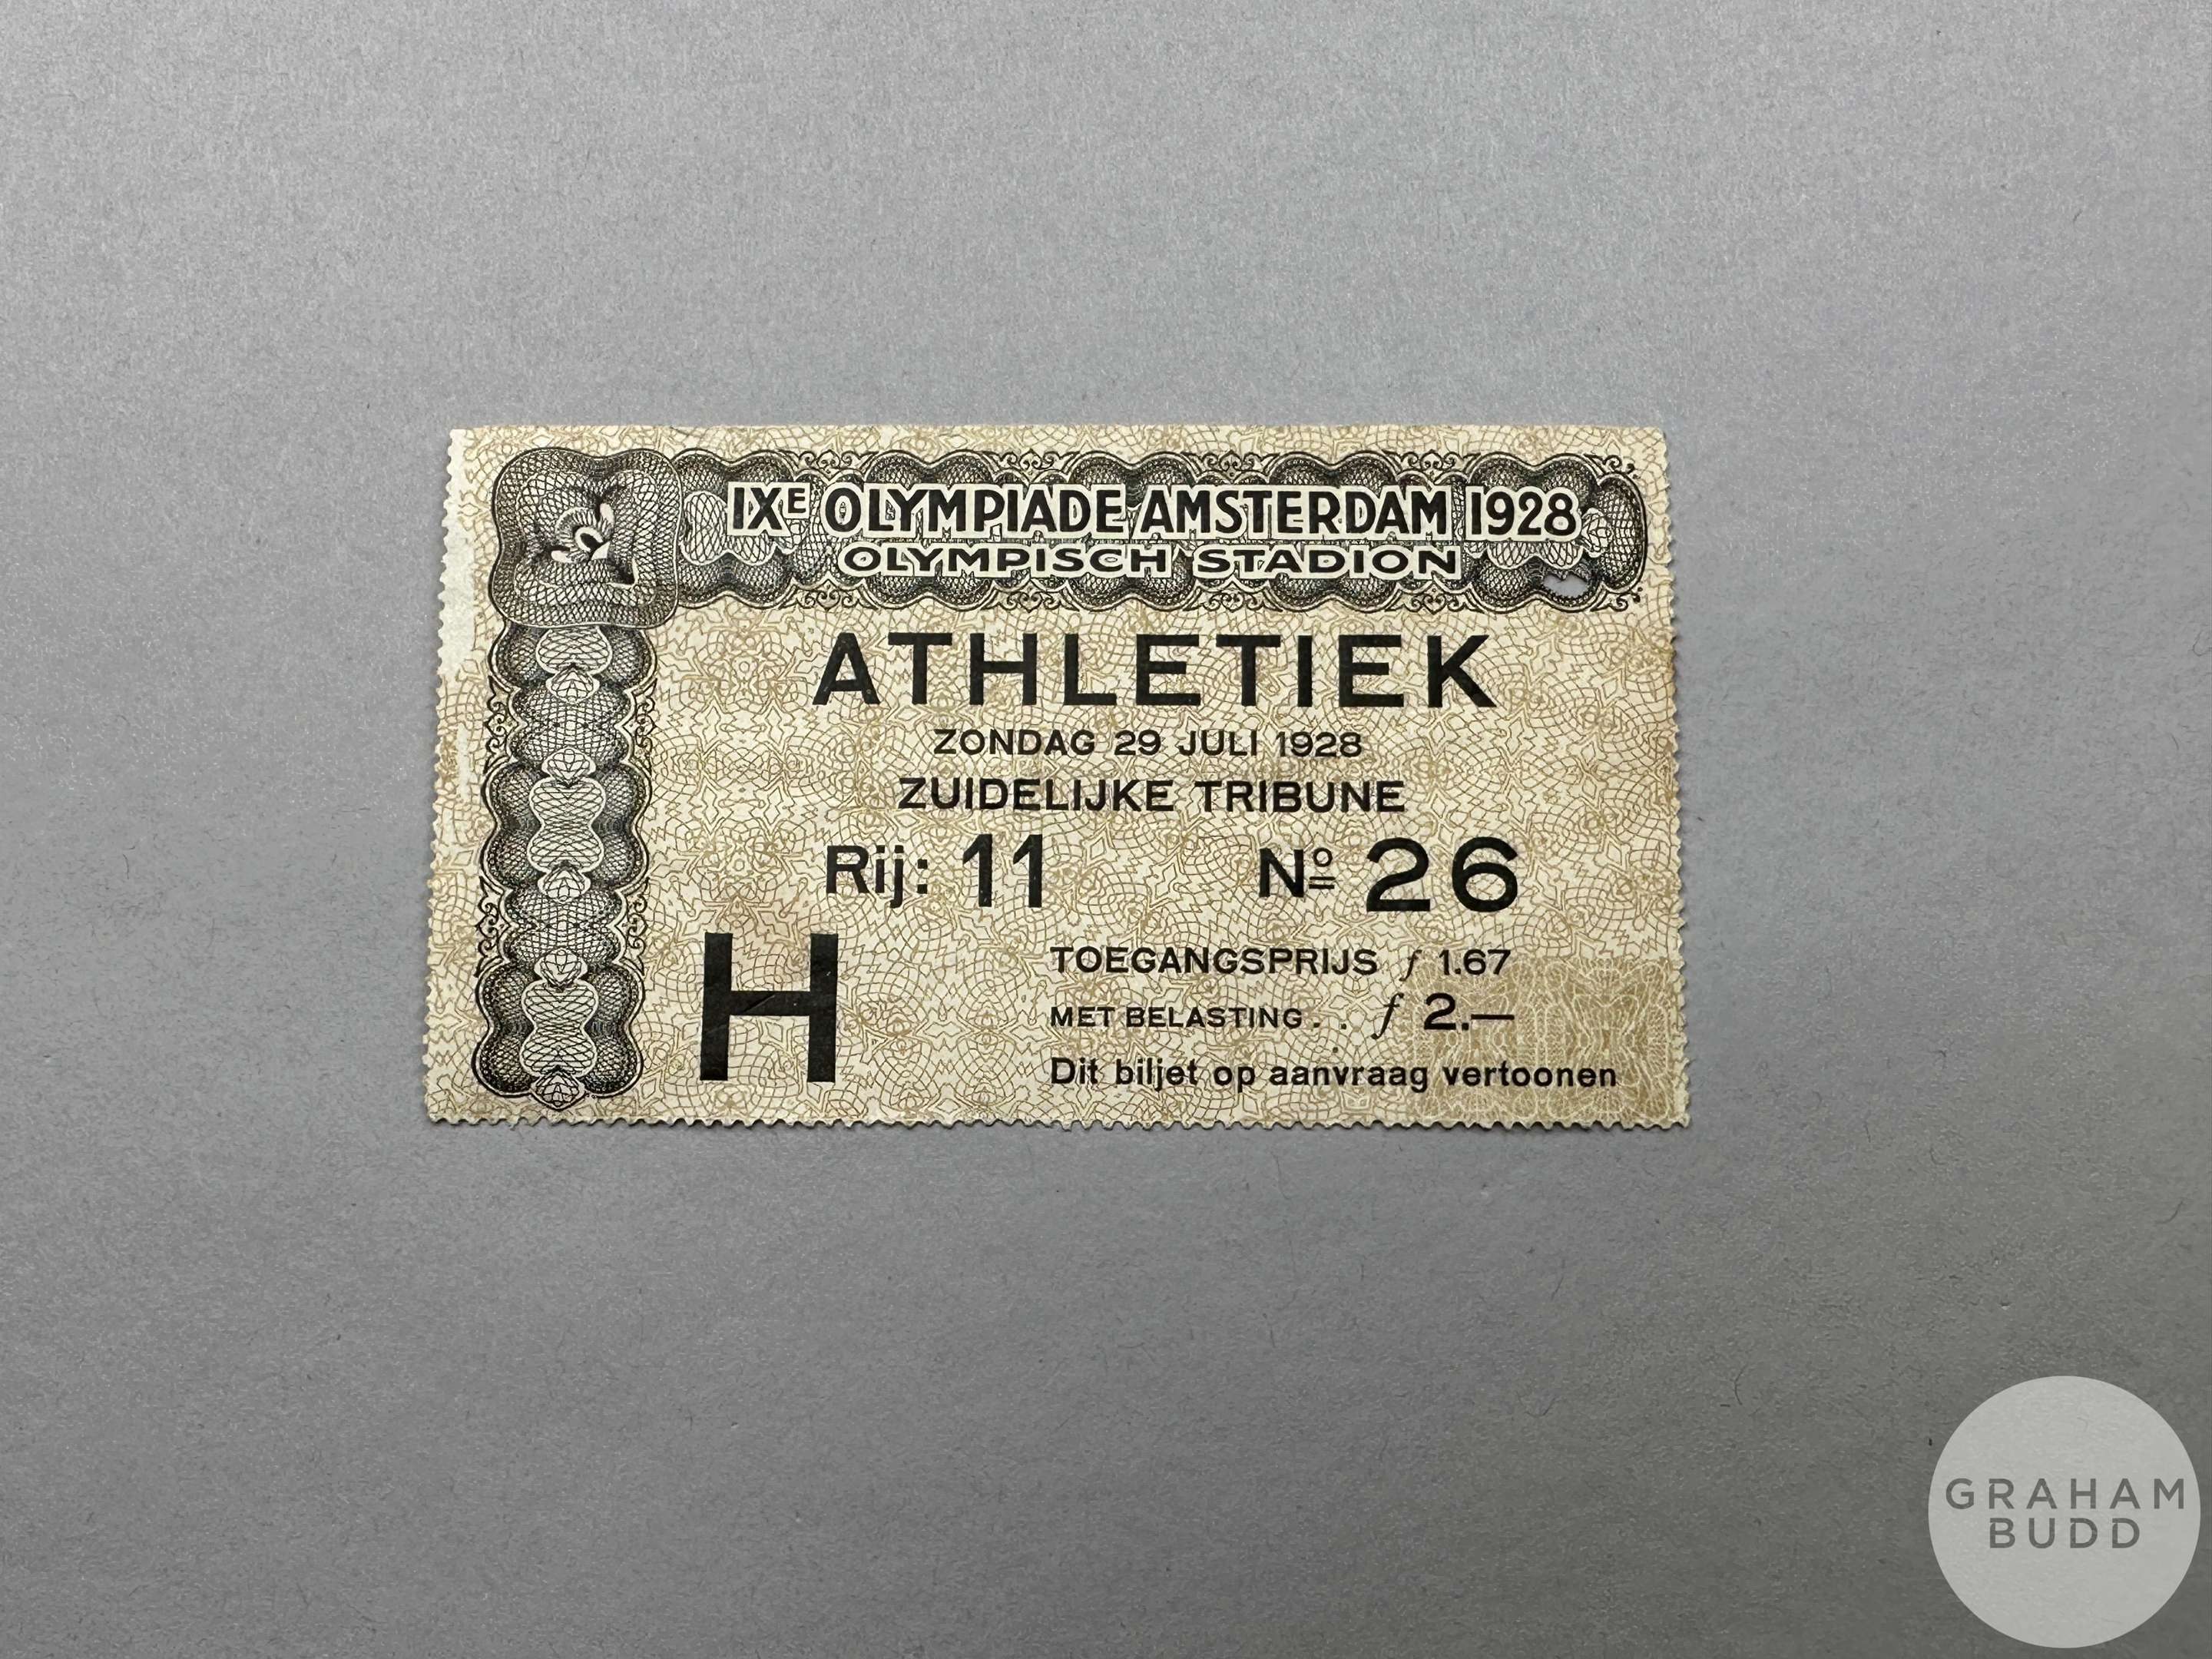 IXE OLYMPIADE AMSTERDAM 1928
OLYMPISCH STADION
ATHLETIEK
ZONDAG 29 JULI 1928
ZUIDELIJKE TRIBUNE
Rij: 11 Nº 26
H
TOEGANGSPRIJS ƒ 1.67
MET BELASTING . . ƒ 2.—
Dit biljet op aanvraag vertoonen
GRAHAM
BUDD